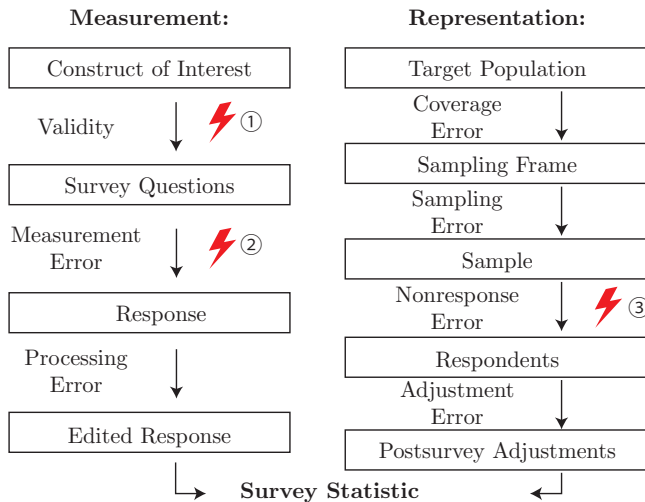 Measurement:
Construct of Interest
Validity
①
Survey Questions
Measurement
Error
②
Response
Processing
Error
Edited Response
Representation:
Target Population
Coverage
Error
Sampling Frame
Sampling
Error
Sample
Nonresponse
Error
③
Respondents
Adjustment
Error
Postsurvey Adjustments
Survey Statistic